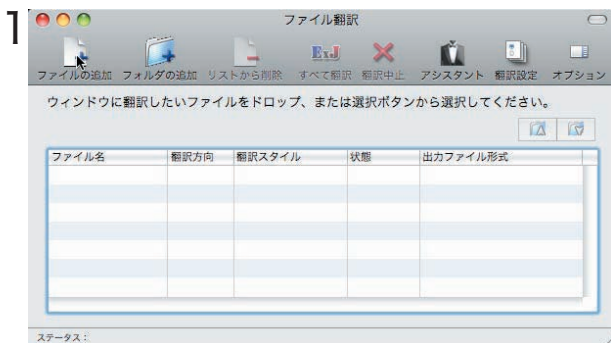 1
ファイル翻訳
ファイルの追加 フォルダの追加 リストから削除 すべて翻訳 翻訳中止 アシスタント 翻訳設定 オプション
ExJ
ウィンドウに翻訳したいファイルをドロップ、または選択ボタンから選択してください。
ファイル名 翻訳方向 翻訳スタイル 状態 出力ファイル形式
ステータス: